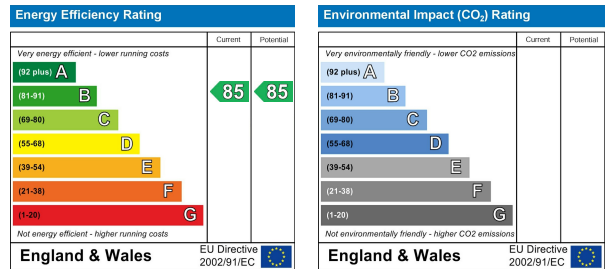 Energy Efficiency Rating
Current Potential
Very energy efficient - lower running costs
(92 plus) A
(81-91) B
(69-80) C
(55-68) D
(39-54) E
(21-38) F
(1-20) G
85 85
Not energy efficient - higher running costs
England & Wales
EU Directive
2002/91/EC
Environmental Impact (CO₂) Rating
Current Potential
Very environmentally friendly - lower CO2 emissions
(92 plus) A
(81-91) B
(69-80) C
(55-68) D
(39-54) E
(21-38) F
(1-20) G
Not environmentally friendly - higher CO2 emissions
England & Wales
EU Directive
2002/91/EC